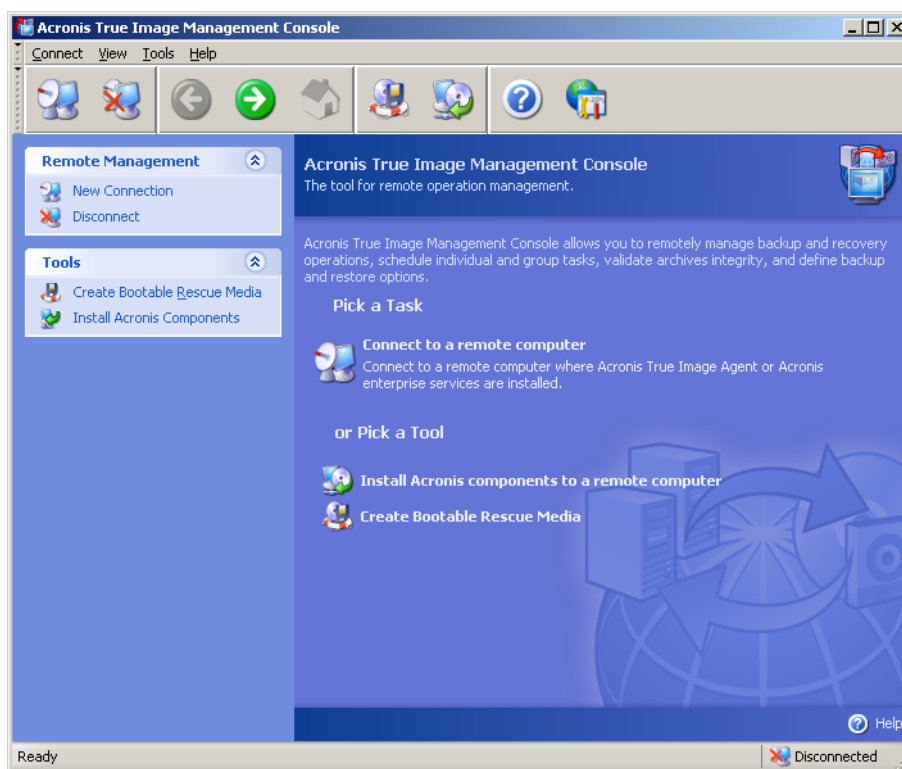 Acronis True Image Management Console
Connect View Tools Help
Remote Management
New Connection
Disconnect
Tools
Create Bootable Rescue Media
Install Acronis Components
Acronis True Image Management Console
The tool for remote operation management.
Acronis True Image Management Console allows you to remotely manage backup and recovery
operations, schedule individual and group tasks, validate archives integrity, and define backup
and restore options.
Pick a Task
Connect to a remote computer
Connect to a remote computer where Acronis True Image Agent or Acronis
enterprise services are installed.
or Pick a Tool
Install Acronis components to a remote computer
Create Bootable Rescue Media
Help
Ready
Disconnected